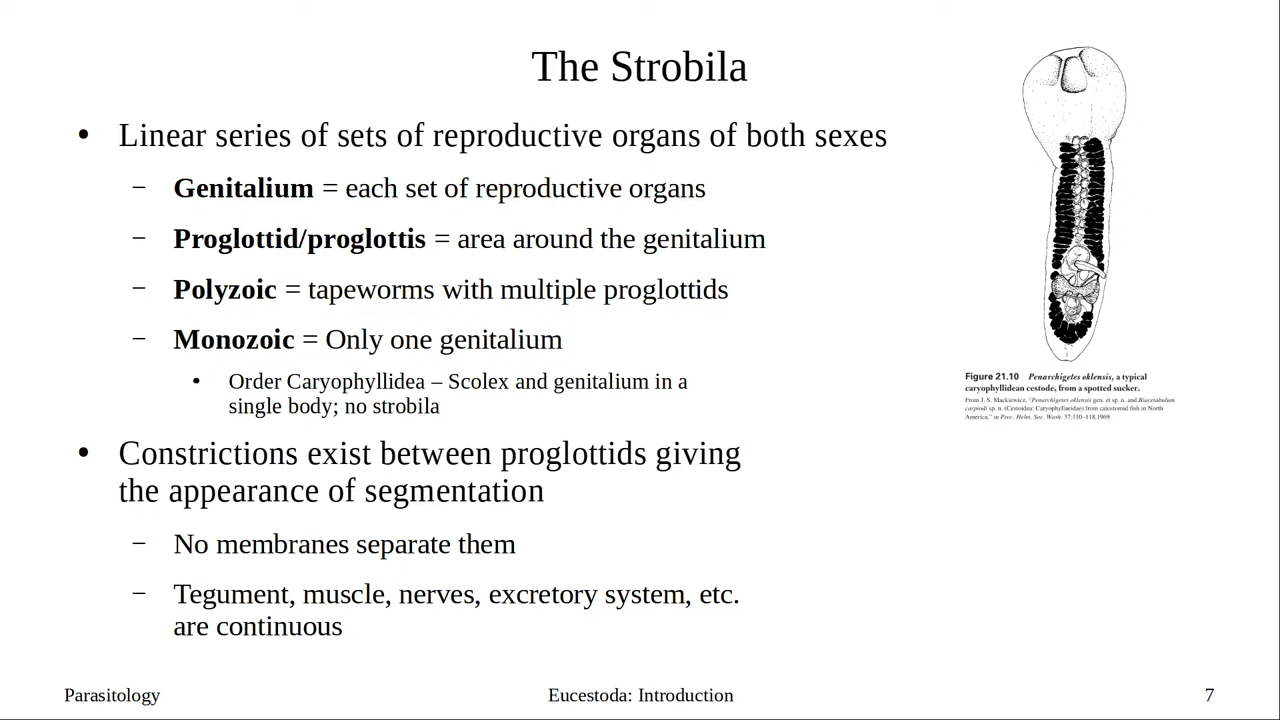 The Strobila
• Linear series of sets of reproductive organs of both sexes
– Genitalium = each set of reproductive organs
– Proglottid/proglottis = area around the genitalium
– Polyzoic = tapeworms with multiple proglottids
– Monozoic = Only one genitalium
• Order Caryophyllidea – Scolex and genitalium in a
single body; no strobila
• Constrictions exist between proglottids giving
the appearance of segmentation
– No membranes separate them
– Tegument, muscle, nerves, excretory system, etc.
are continuous
Figure 21.10 Penarchigetes oklensis, a typical
caryophyllidean cestode, from a spotted sucker.
From J. S. Mackiewicz, "Penarchigetes oklensis gen. et sp. n. and Biacetabulum
carpiodi sp. n. (Cestoidea: Caryophyllaeidae) from catostomid fish in North
America," in Proc. Helm. Soc. Wash. 37:110–118, 1969.
Parasitology
Eucestoda: Introduction
7